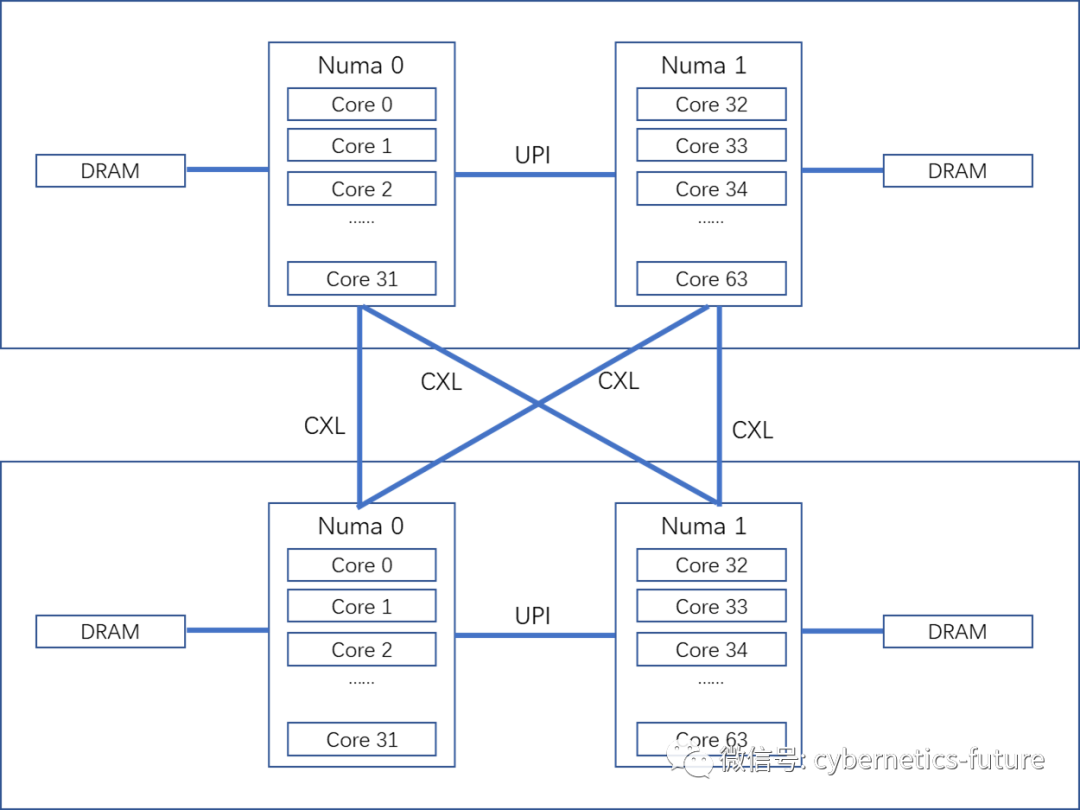 Numa 0
Core 0
Core 1
Core 2
......
Core 31
Numa 1
Core 32
Core 33
Core 34
......
Core 63
DRAM
UPI
DRAM
CXL
CXL
CXL
CXL
Numa 0
Core 0
Core 1
Core 2
......
Core 31
Numa 1
Core 32
Core 33
Core 34
......
Core 63
DRAM
UPI
DRAM
微信号: cybernetics-future